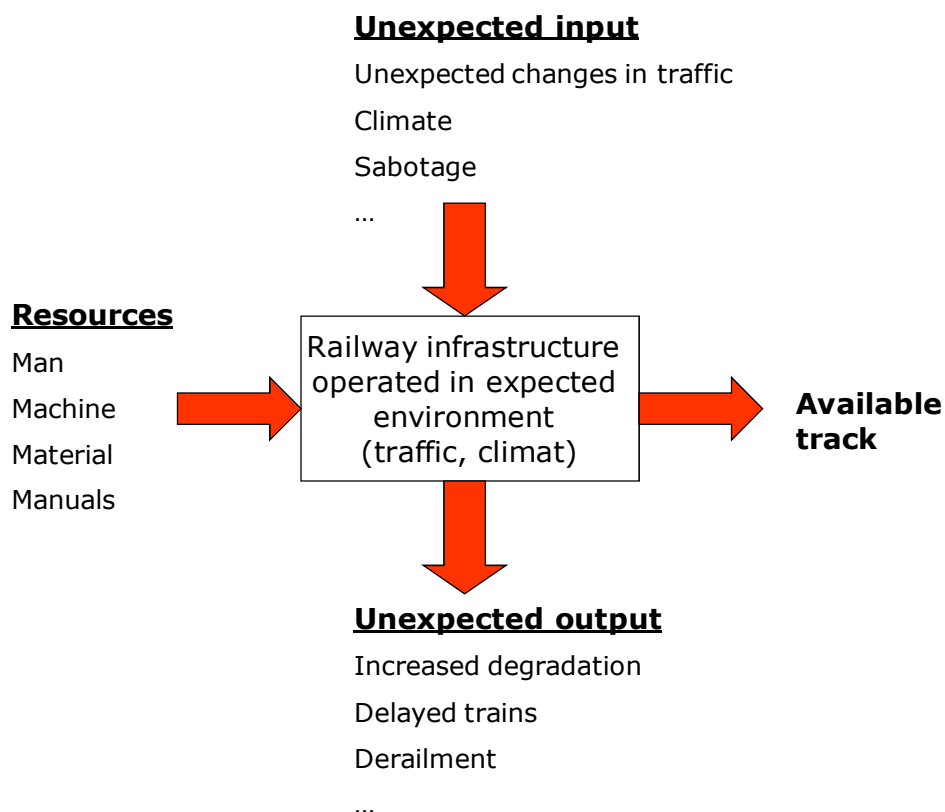 Unexpected input
Unexpected changes in traffic
Climate
Sabotage
…
Resources
Man
Machine
Material
Manuals
Railway infrastructure
operated in expected
environment
(traffic, climat)
Available
track
Unexpected output
Increased degradation
Delayed trains
Derailment
…